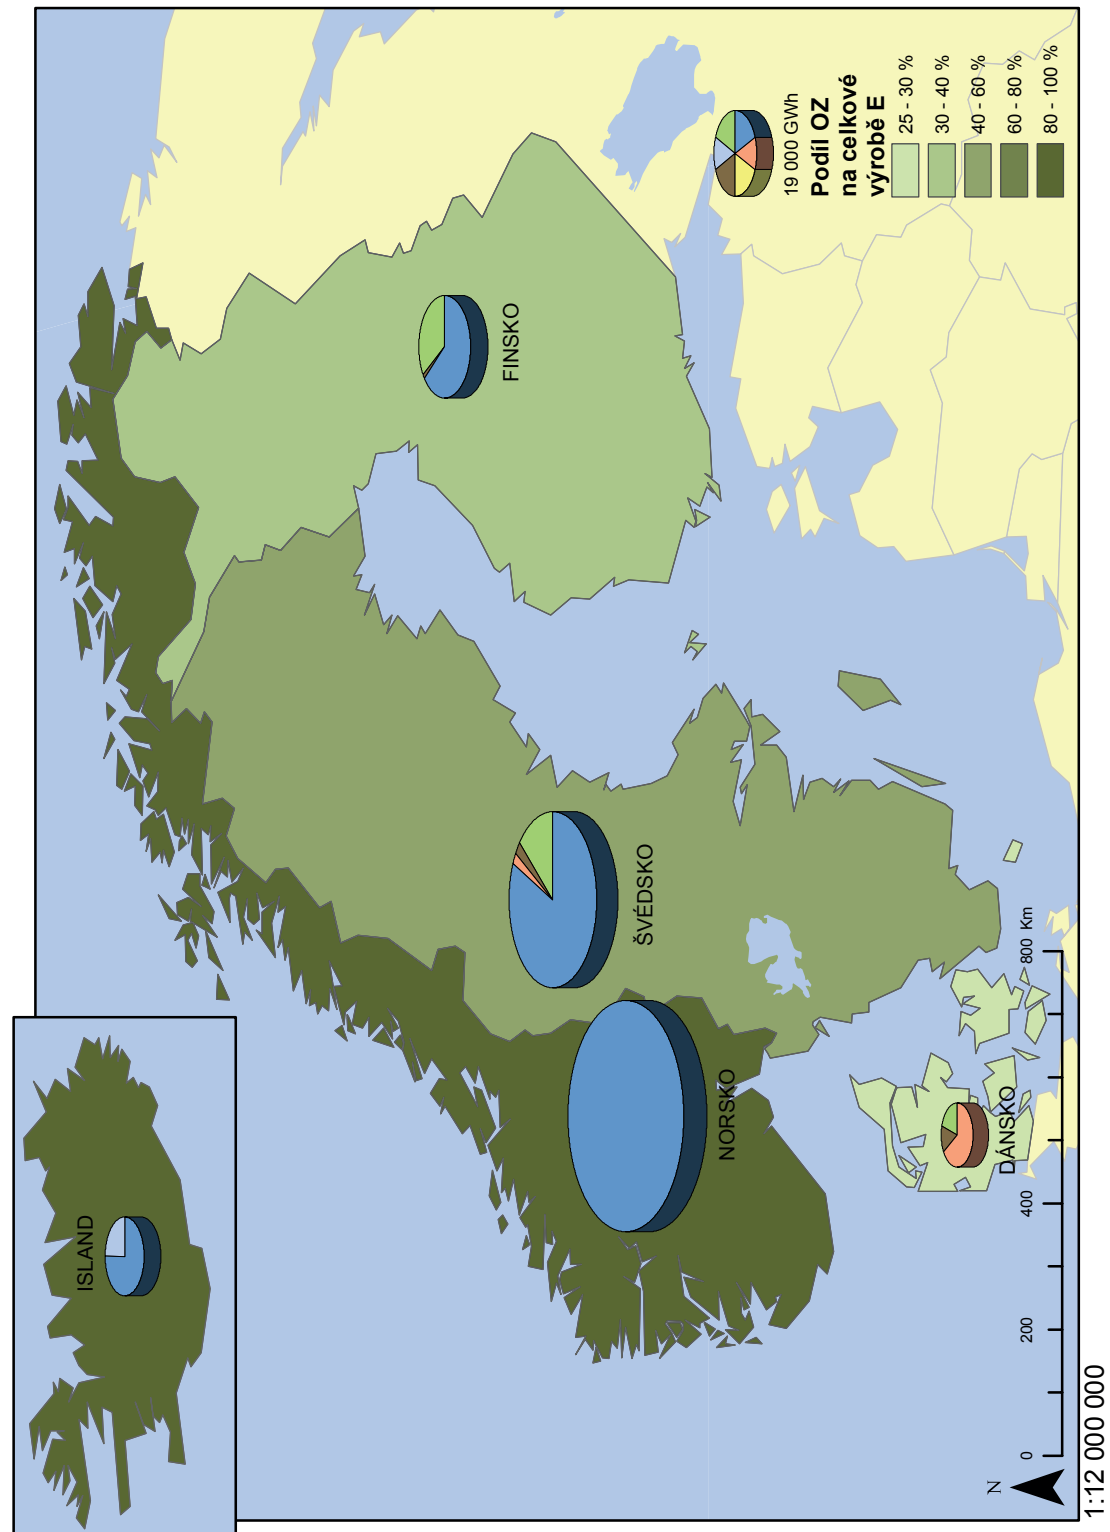 ISLAND
FINSKO
ŠVÉDSKO
NORSKO
DÁNSKO
19 000 GWh
Podíl OZ
na celkové
výrobě E
25 - 30 %
30 - 40 %
40 - 60 %
60 - 80 %
80 - 100 %
N
0 200 400 800 Km
1:12 000 000